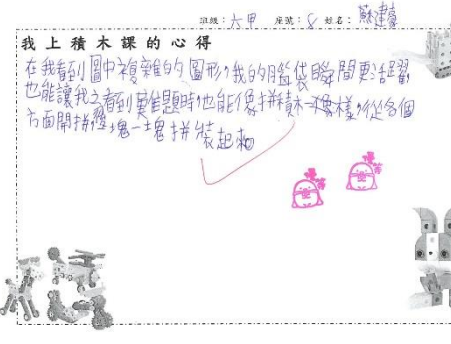 班級：六甲 座號：8 姓名：蘇建豪
我上積木課的心得
在我看到圖中複雜的圖形，我的腦袋瞬間更活躍
也能讓我之看到難題時，也能像拼積木一樣，從各個
方面開拼，一塊一塊拼裝起來